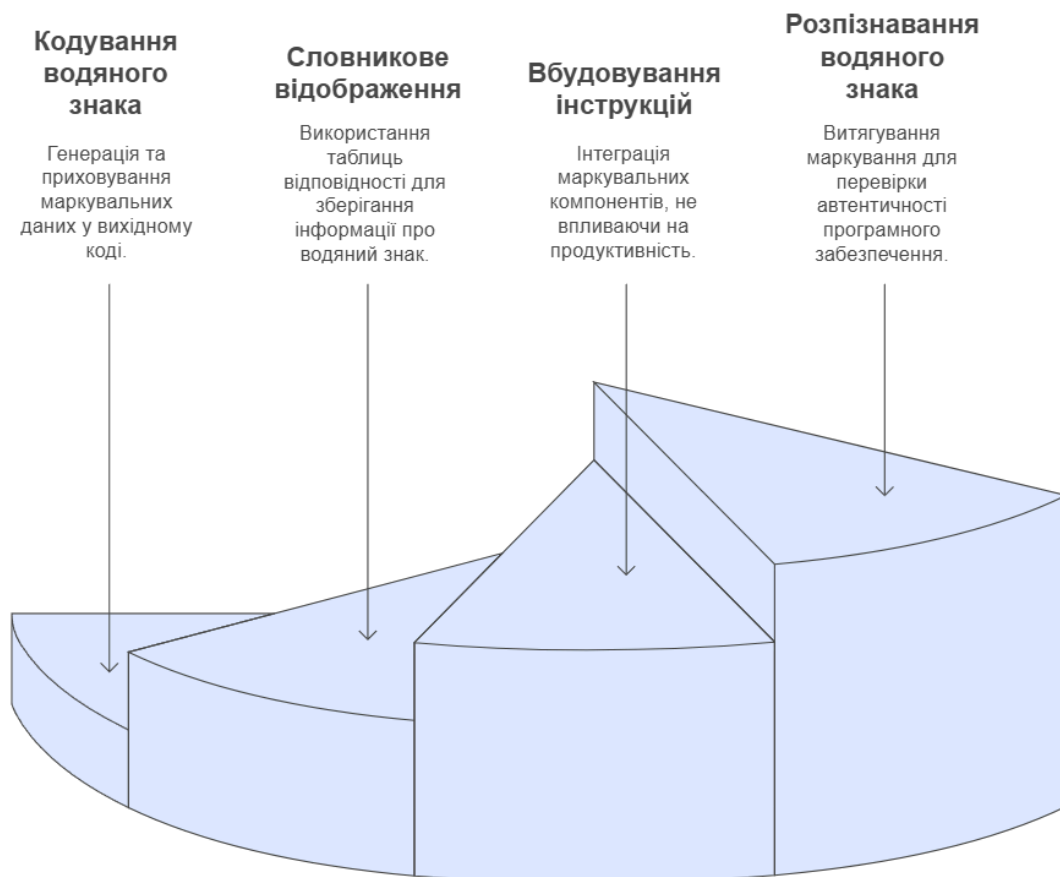 Кодування
водяного
знака
Генерація та
приховування
маркувальних
даних у вихідному
коді.
Словникове
відображення
Використання
таблиць
відповідності для
зберігання
інформації про
водяний знак.
Вбудовування
інструкцій
Інтеграція
маркувальних
компонентів, не
впливаючи на
продуктивність.
Розпізнавання
водяного
знака
Витягування
маркування для
перевірки
автентичності
програмного
забезпечення.